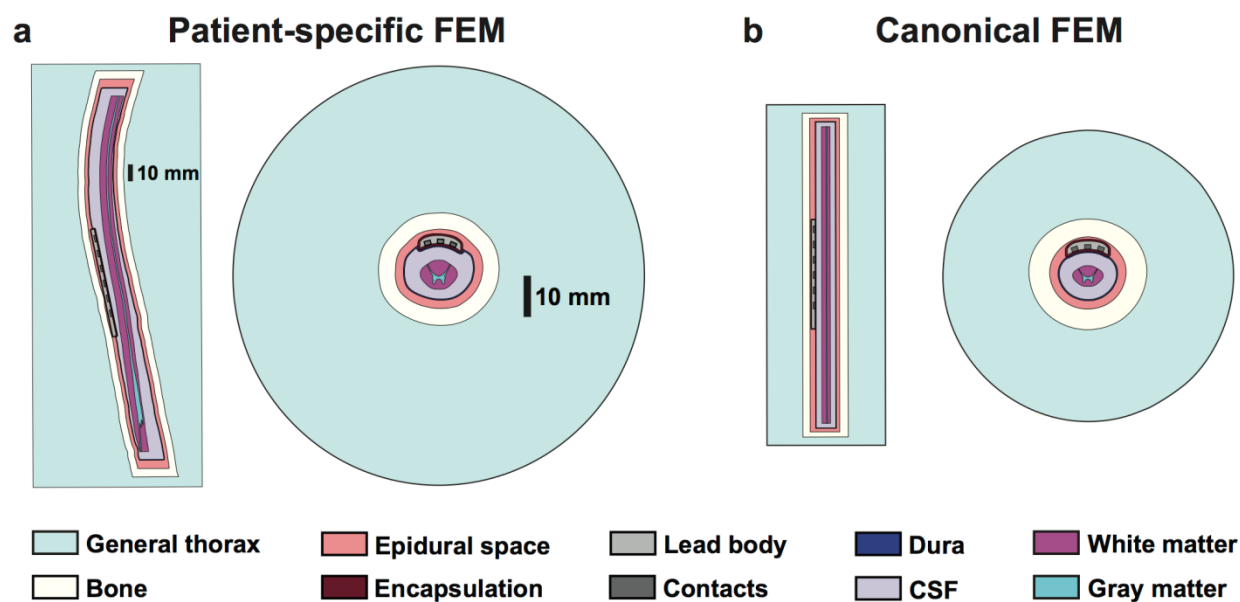 a Patient-specific FEM
b Canonical FEM
10 mm
10 mm
General thorax
Epidural space
Lead body
Dura
White matter
Bone
Encapsulation
Contacts
CSF
Gray matter